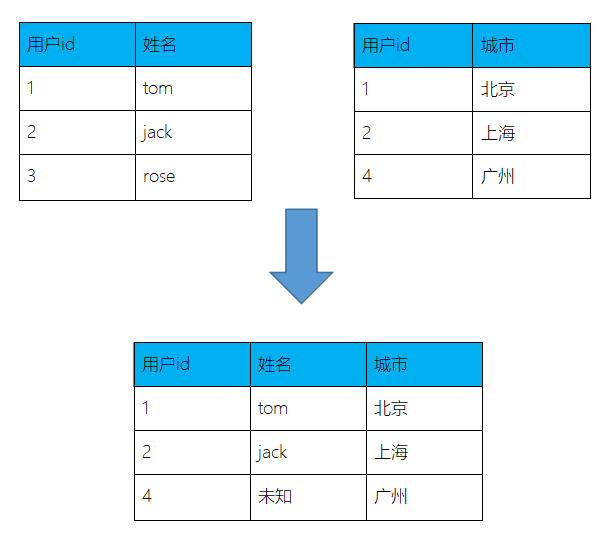 用户id 姓名
1 tom
2 jack
3 rose
用户id 城市
1 北京
2 上海
4 广州
用户id 姓名 城市
1 tom 北京
2 jack 上海
4 未知 广州